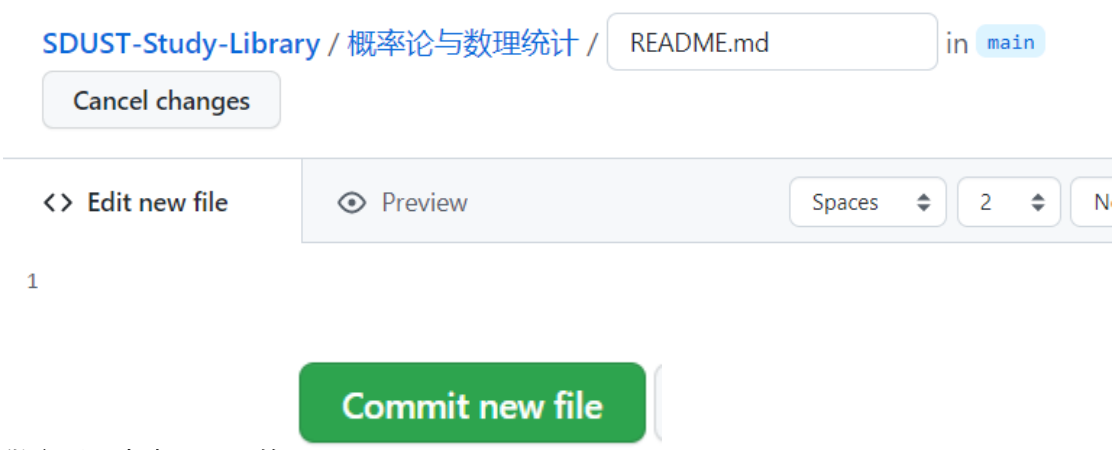 SDUST-Study-Library / 概率论与数理统计 / README.md in main
Cancel changes
<> Edit new file Preview Spaces 2
1
Commit new file